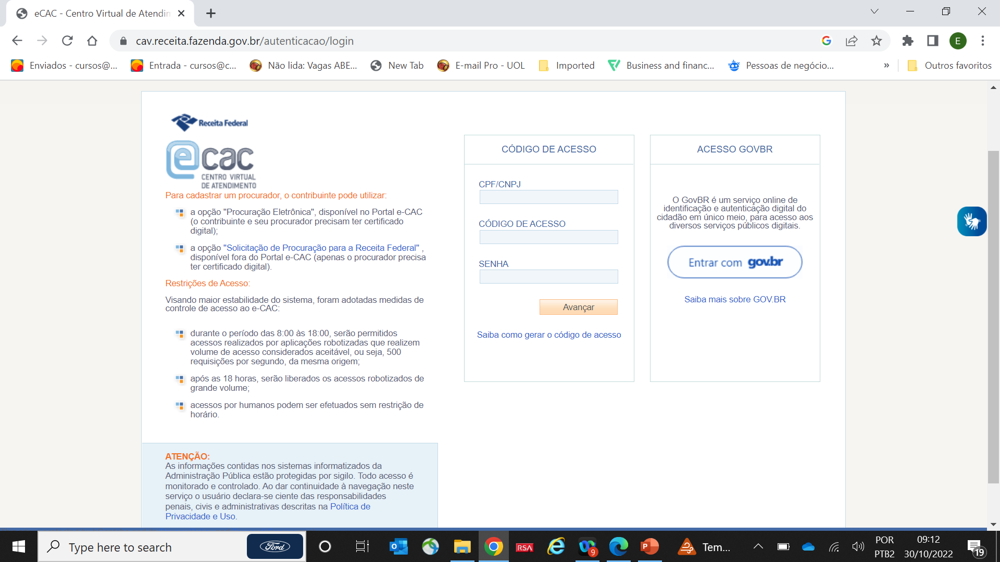 eCAC - Centro Virtual de Atendin
cav.receita.fazenda.gov.br/autenticacao/login
E
Enviados - cursos@...
Entrada - cursos@c...
Não lida: Vagas ABE...
New Tab
E-mail Pro - UOL
Imported
Business and financ...
Pessoas de negócio...
»
Outros favoritos
Receita Federal
ecac
CENTRO VIRTUAL
DE ATENDIMENTO
Para cadastrar um procurador, o contribuinte pode utilizar:
a opção "Procuração Eletrônica", disponível no Portal e-CAC
(o contribuinte e seu procurador precisam ter certificado
digital);
a opção "Solicitação de Procuração para a Receita Federal" ,
disponível fora do Portal e-CAC (apenas o procurador precisa
ter certificado digital).
Restrições de Acesso:
Visando maior estabilidade do sistema, foram adotadas medidas de
controle de acesso ao e-CAC:
durante o período das 8:00 às 18:00, serão permitidos
acessos realizados por aplicações robotizadas que realizem
volume de acesso considerados aceitável, ou seja, 500
requisições por segundo, da mesma origem;
após as 18 horas, serão liberados os acessos robotizados de
grande volume;
acessos por humanos podem ser efetuados sem restrição de
horário.
ATENÇÃO:
As informações contidas nos sistemas informatizados da
Administração Pública estão protegidas por sigilo. Todo acesso é
monitorado e controlado. Ao dar continuidade à navegação neste
serviço o usuário declara-se ciente das responsabilidades
penais, civis e administrativas descritas na Política de
Privacidade e Uso.
CÓDIGO DE ACESSO
CPF/CNPJ
CÓDIGO DE ACESSO
SENHA
Avançar
Saiba como gerar o código de acesso
ACESSO GOVBR
O GovBR é um serviço online de
identificação e autenticação digital do
cidadão em único meio, para acesso aos
diversos serviços públicos digitais.
Entrar com gov.br
Saiba mais sobre GOV.BR
Type here to search
Ford
RSA
9
Tem...
POR
PTB2
09:12
30/10/2022
19